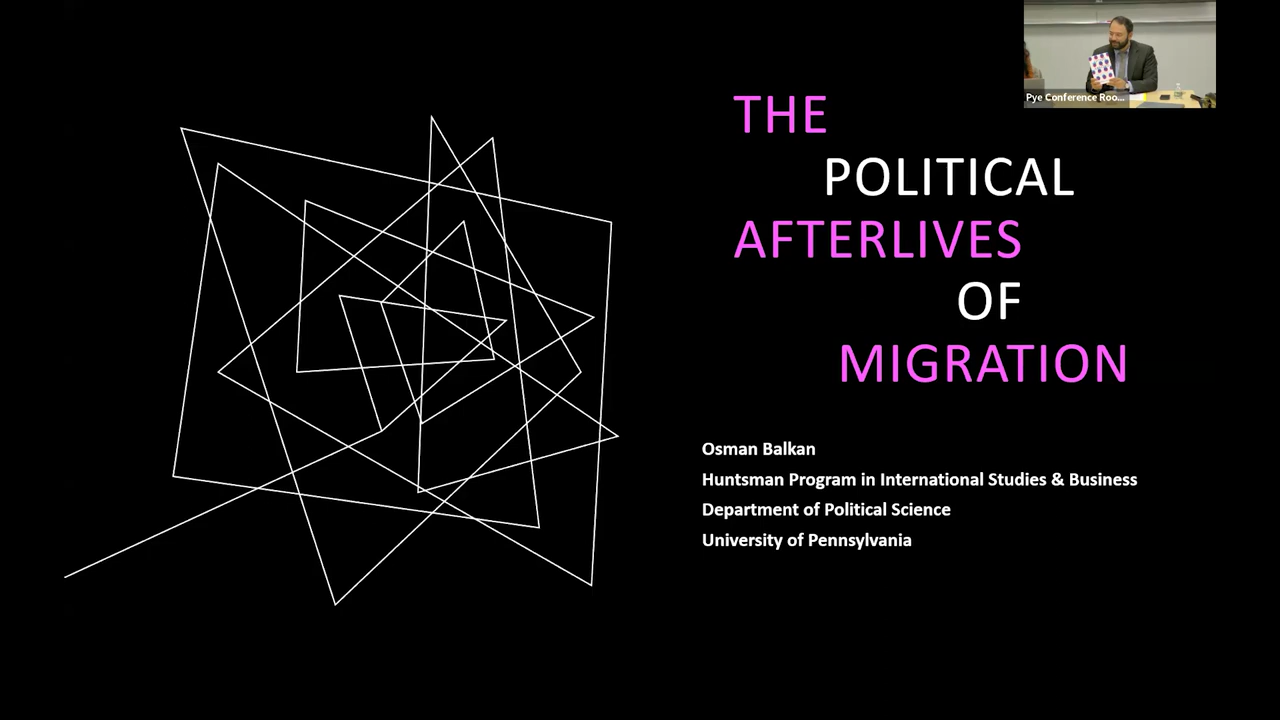 Pye Conference Roo...
THE
POLITICAL
AFTERLIVES
OF
MIGRATION
Osman Balkan
Huntsman Program in International Studies & Business
Department of Political Science
University of Pennsylvania